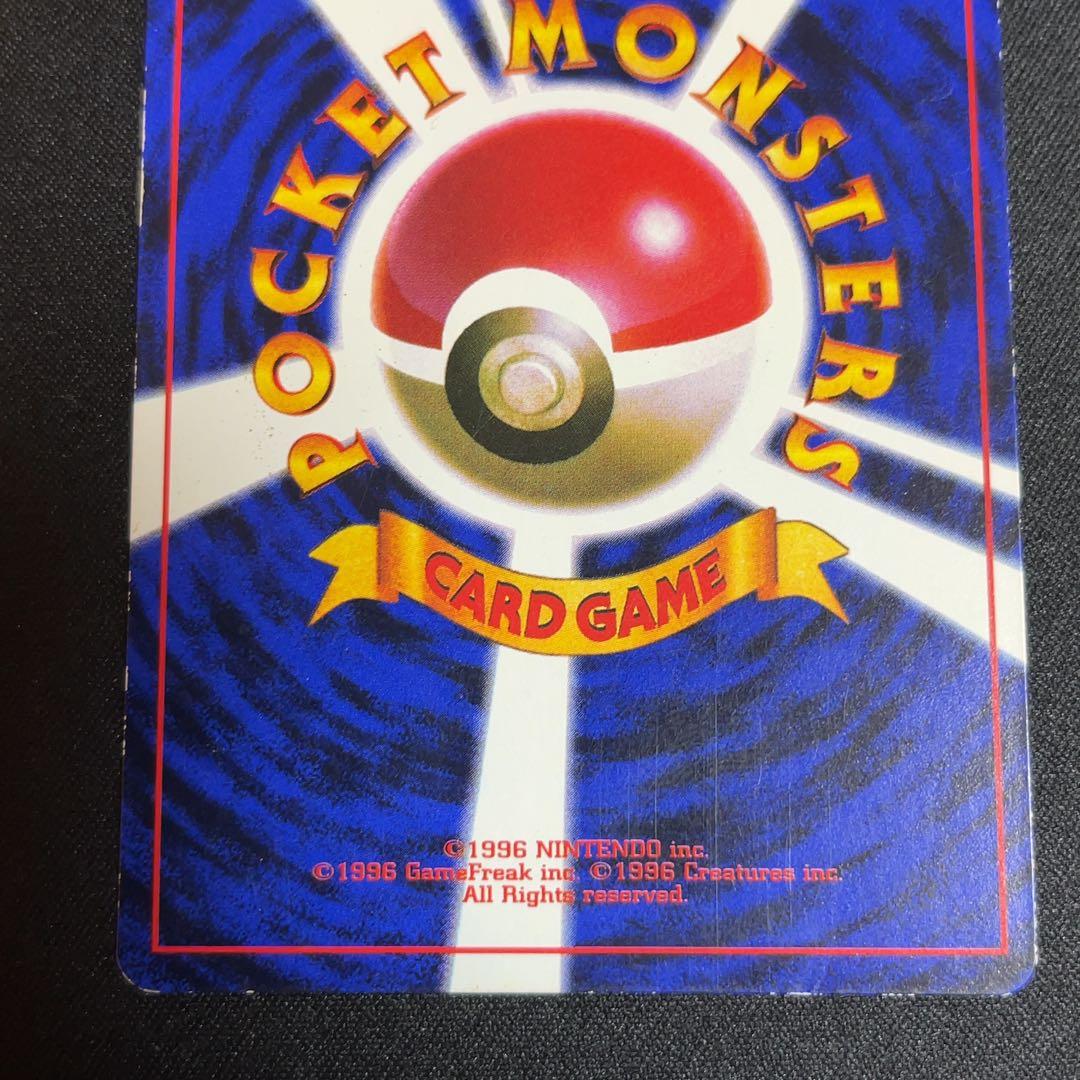 POCKET MONSTERS
CARD GAME
©1996 NINTENDO inc.
©1996 GameFreak inc. ©1996 Creatures inc.
All Rights reserved.